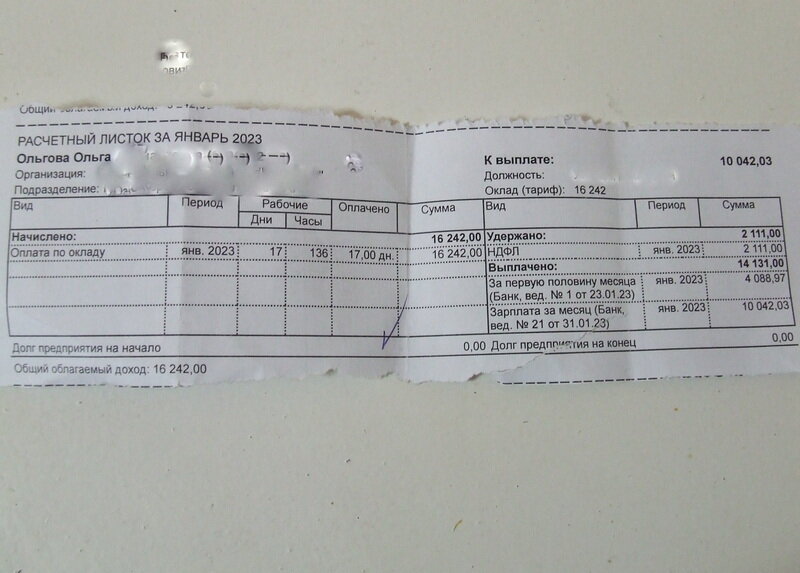 Общий облагаемый доход:
РАСЧЕТНЫЙ ЛИСТОК ЗА ЯНВАРЬ 2023
Ольгова Ольга
К выплате: 10 042,03
Организация:
Должность:
Подразделение:
Оклад (тариф): 16 242
Вид Период Рабочие Оплачено Сумма Вид Период Сумма
Дни Часы
Начислено: 16 242,00 Удержано: 2 111,00
Оплата по окладу янв. 2023 17 136 17,00 дн. 16 242,00 НДФЛ янв. 2023 2 111,00
Выплачено: 14 131,00
За первую половину месяца янв. 2023 4 088,97
(Банк, вед. № 1 от 23.01.23)
Зарплата за месяц (Банк, янв. 2023 10 042,03
вед. № 21 от 31.01.23)
Долг предприятия на начало 0,00 Долг предприятия на конец 0,00
Общий облагаемый доход: 16 242,00